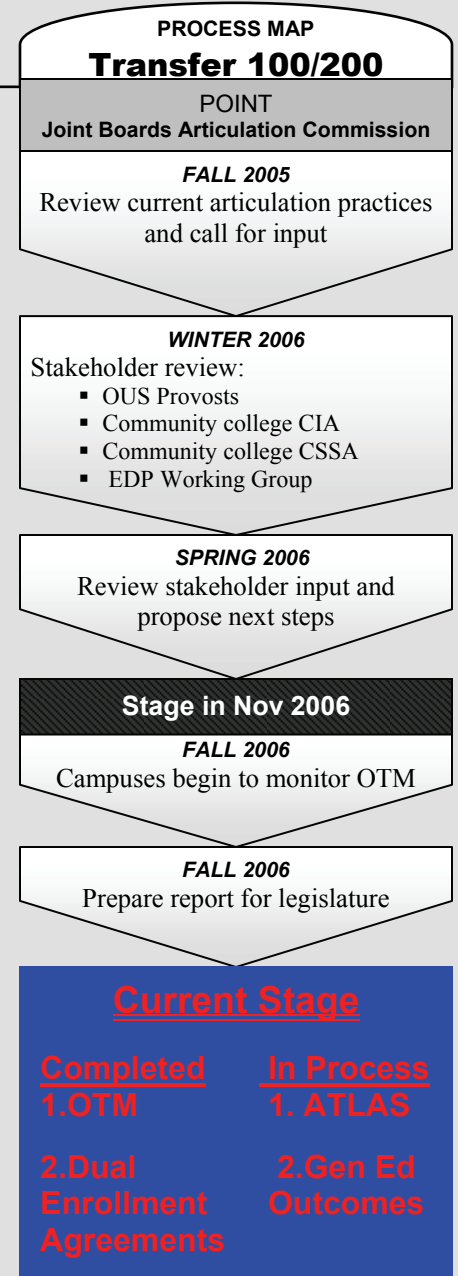 PROCESS MAP
Transfer 100/200
POINT
Joint Boards Articulation Commission
FALL 2005
Review current articulation practices
and call for input
WINTER 2006
Stakeholder review:
▪ OUS Provosts
▪ Community college CIA
▪ Community college CSSA
▪ EDP Working Group
SPRING 2006
Review stakeholder input and
propose next steps
Stage in Nov 2006
FALL 2006
Campuses begin to monitor OTM
FALL 2006
Prepare report for legislature
Current Stage
Completed In Process
1.OTM 1. ATLAS
2.Dual 2.Gen Ed
Enrollment Outcomes
Agreements